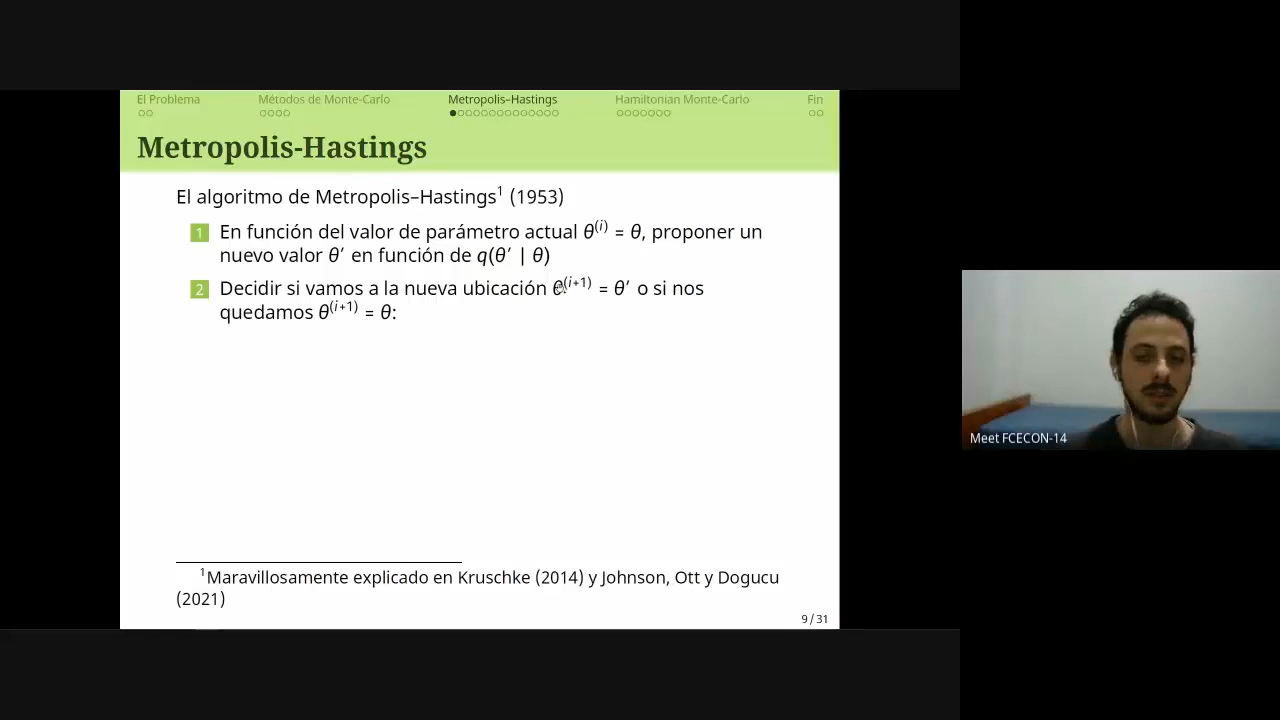 El Problema Métodos de Monte-Carlo Metropolis–Hastings Hamiltonian Monte-Carlo Fin
Metropolis-Hastings
El algoritmo de Metropolis–Hastings¹ (1953)
1 En función del valor de parámetro actual θ⁽ⁱ⁾ = θ, proponer un
nuevo valor θ′ en función de q(θ′ | θ)
2 Decidir si vamos a la nueva ubicación θ⁽ⁱ⁺¹⁾ = θ′ o si nos
quedamos θ⁽ⁱ⁺¹⁾ = θ:
¹Maravillosamente explicado en Kruschke (2014) y Johnson, Ott y Dogucu
(2021)
9 / 31
Meet FCECON-14